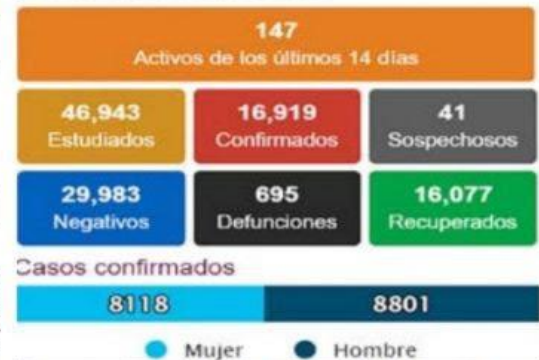 147
Activos de los últimos 14 días
46,943 16,919 41
Estudiados Confirmados Sospechosos
29,983 695 16,077
Negativos Defunciones Recuperados
Casos confirmados
8118 8801
Mujer Hombre